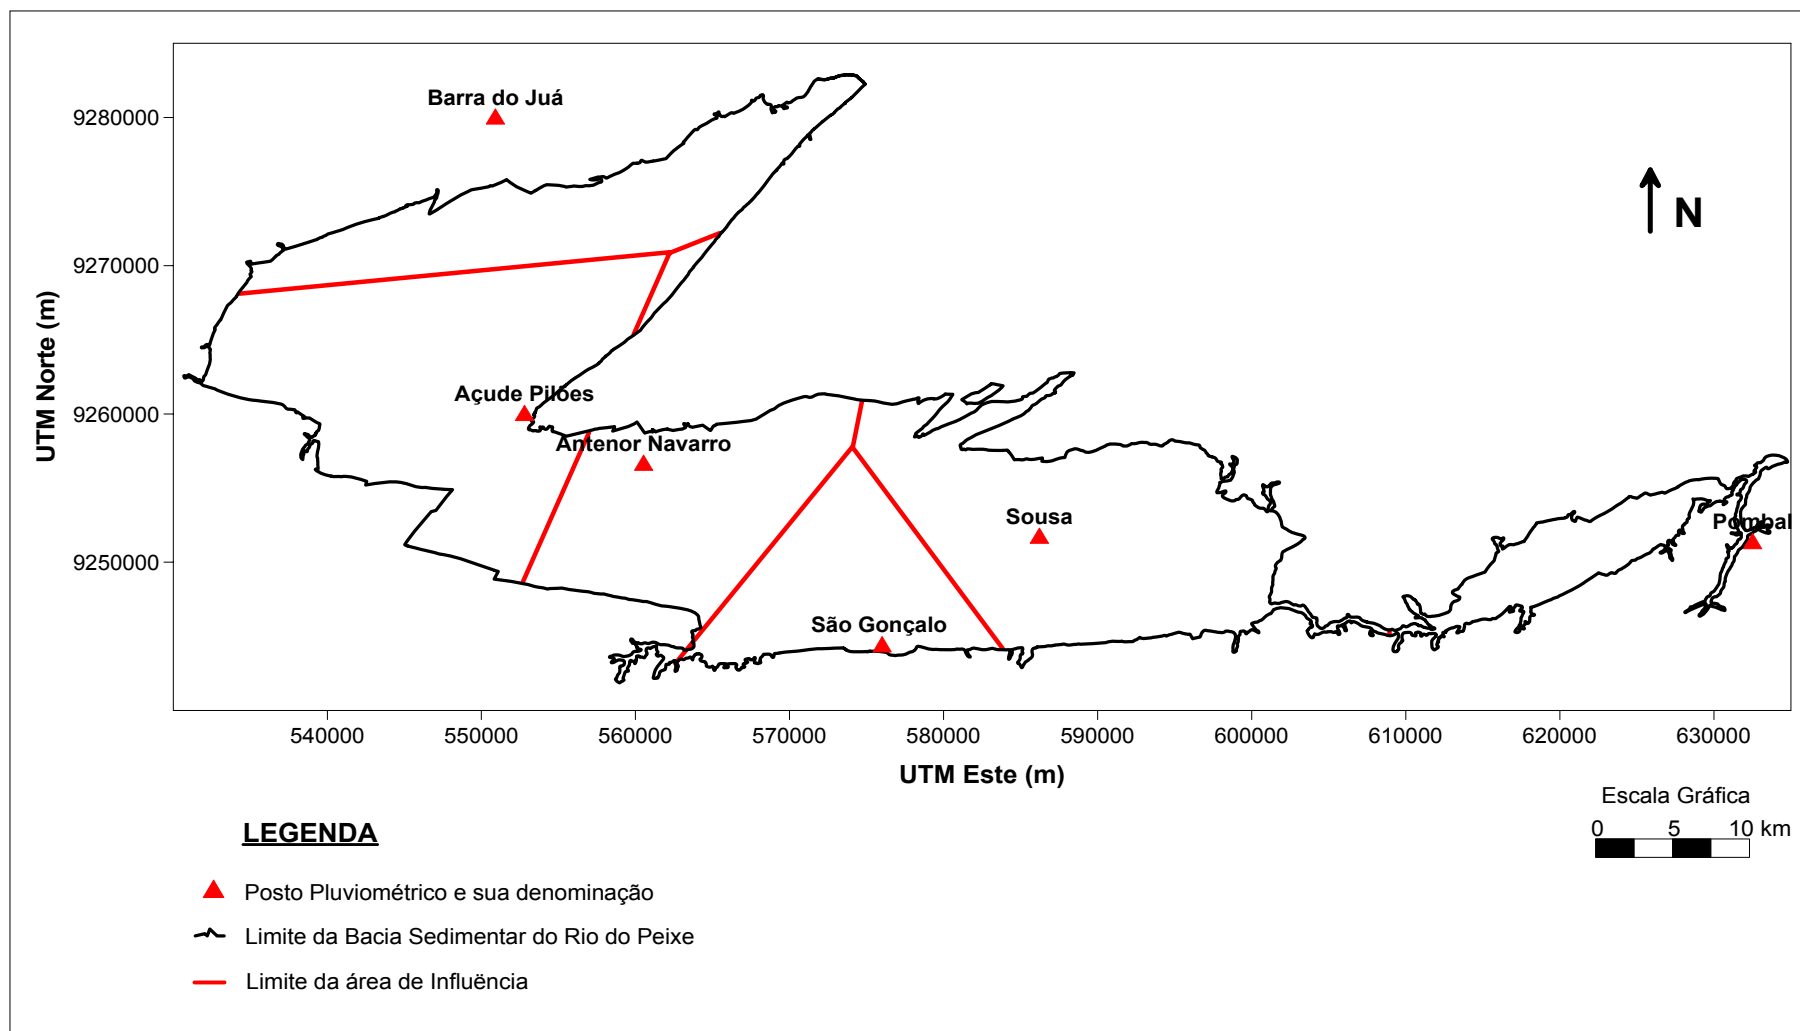 Barra do Juá
9280000
N
9270000
UTM Norte (m)
Açude Pilões
9260000
Antenor Navarro
Sousa
Pombal
9250000
São Gonçalo
540000 550000 560000 570000 580000 590000 600000 610000 620000 630000
UTM Este (m)
Escala Gráfica
0 5 10 km
LEGENDA
Posto Pluviométrico e sua denominação
Limite da Bacia Sedimentar do Rio do Peixe
Limite da área de Influëncia